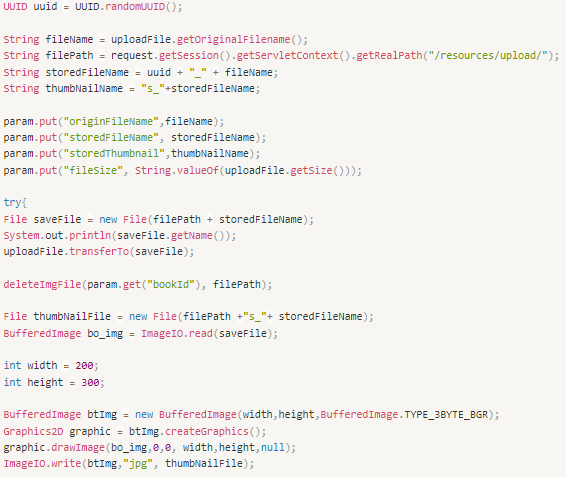 UUID uuid = UUID.randomUUID();
String fileName = uploadFile.getOriginalFilename();
String filePath = request.getSession().getServletContext().getRealPath("/resources/upload/");
String storedFileName = uuid + "_" + fileName;
String thumbNailName = "s_"+storedFileName;
param.put("originFileName",fileName);
param.put("storedFileName", storedFileName);
param.put("storedThumbnail",thumbNailName);
param.put("fileSize", String.valueOf(uploadFile.getSize()));
try{
File saveFile = new File(filePath + storedFileName);
System.out.println(saveFile.getName());
uploadFile.transferTo(saveFile);
deleteImgFile(param.get("bookId"), filePath);
File thumbNailFile = new File(filePath +"s_"+ storedFileName);
BufferedImage bo_img = ImageIO.read(saveFile);
int width = 200;
int height = 300;
BufferedImage btImg = new BufferedImage(width,height,BufferedImage.TYPE_3BYTE_BGR);
Graphics2D graphic = btImg.createGraphics();
graphic.drawImage(bo_img,0,0, width,height,null);
ImageIO.write(btImg,"jpg", thumbNailFile);